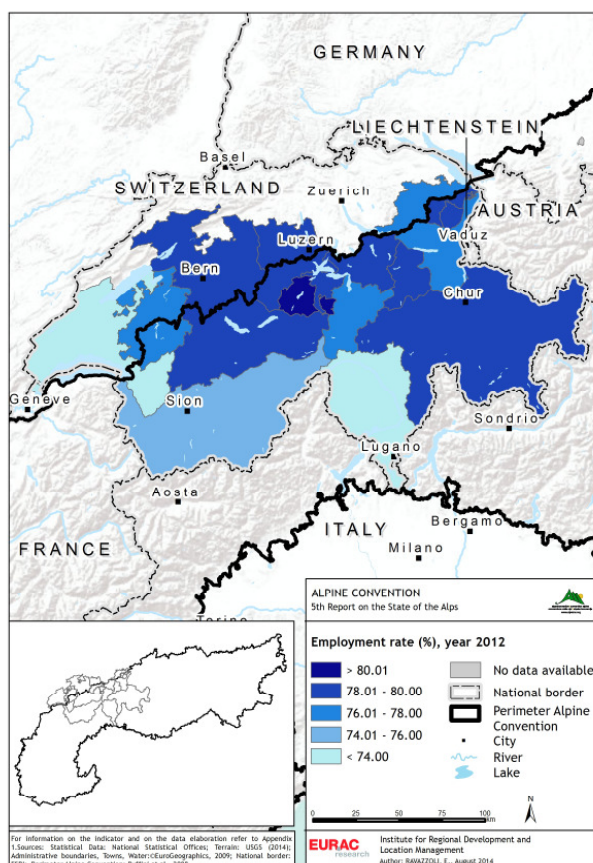 GERMANY
LIECHTENSTEIN
Basel
Zuerich
SWITZERLAND
AUSTRIA
Vaduz
Luzern
Bern
Chur
Geneve
Sion
Sondrio
Lugano
Aosta
ITALY
Bergamo
FRANCE
Milano
Torino
ALPINE CONVENTION
5th Report on the State of the Alps
Employment rate (%), year 2012
> 80.01
78.01 - 80.00
76.01 - 78.00
74.01 - 76.00
< 74.00
No data available
National border
Perimeter Alpine
Convention
City
River
Lake
0 50 100
km
N
For information on the indicator and on the data elaboration refer to Appendix
1.Sources: Statistical Data: National Statistical Offices; Terrain: USGS (2014);
Administrative boundaries, Towns, Water:©EuroGeographics, 2009; National border:
EURAC
research
Institute for Regional Development and
Location Management
Author: RAVAZZOLI, E., August 2014